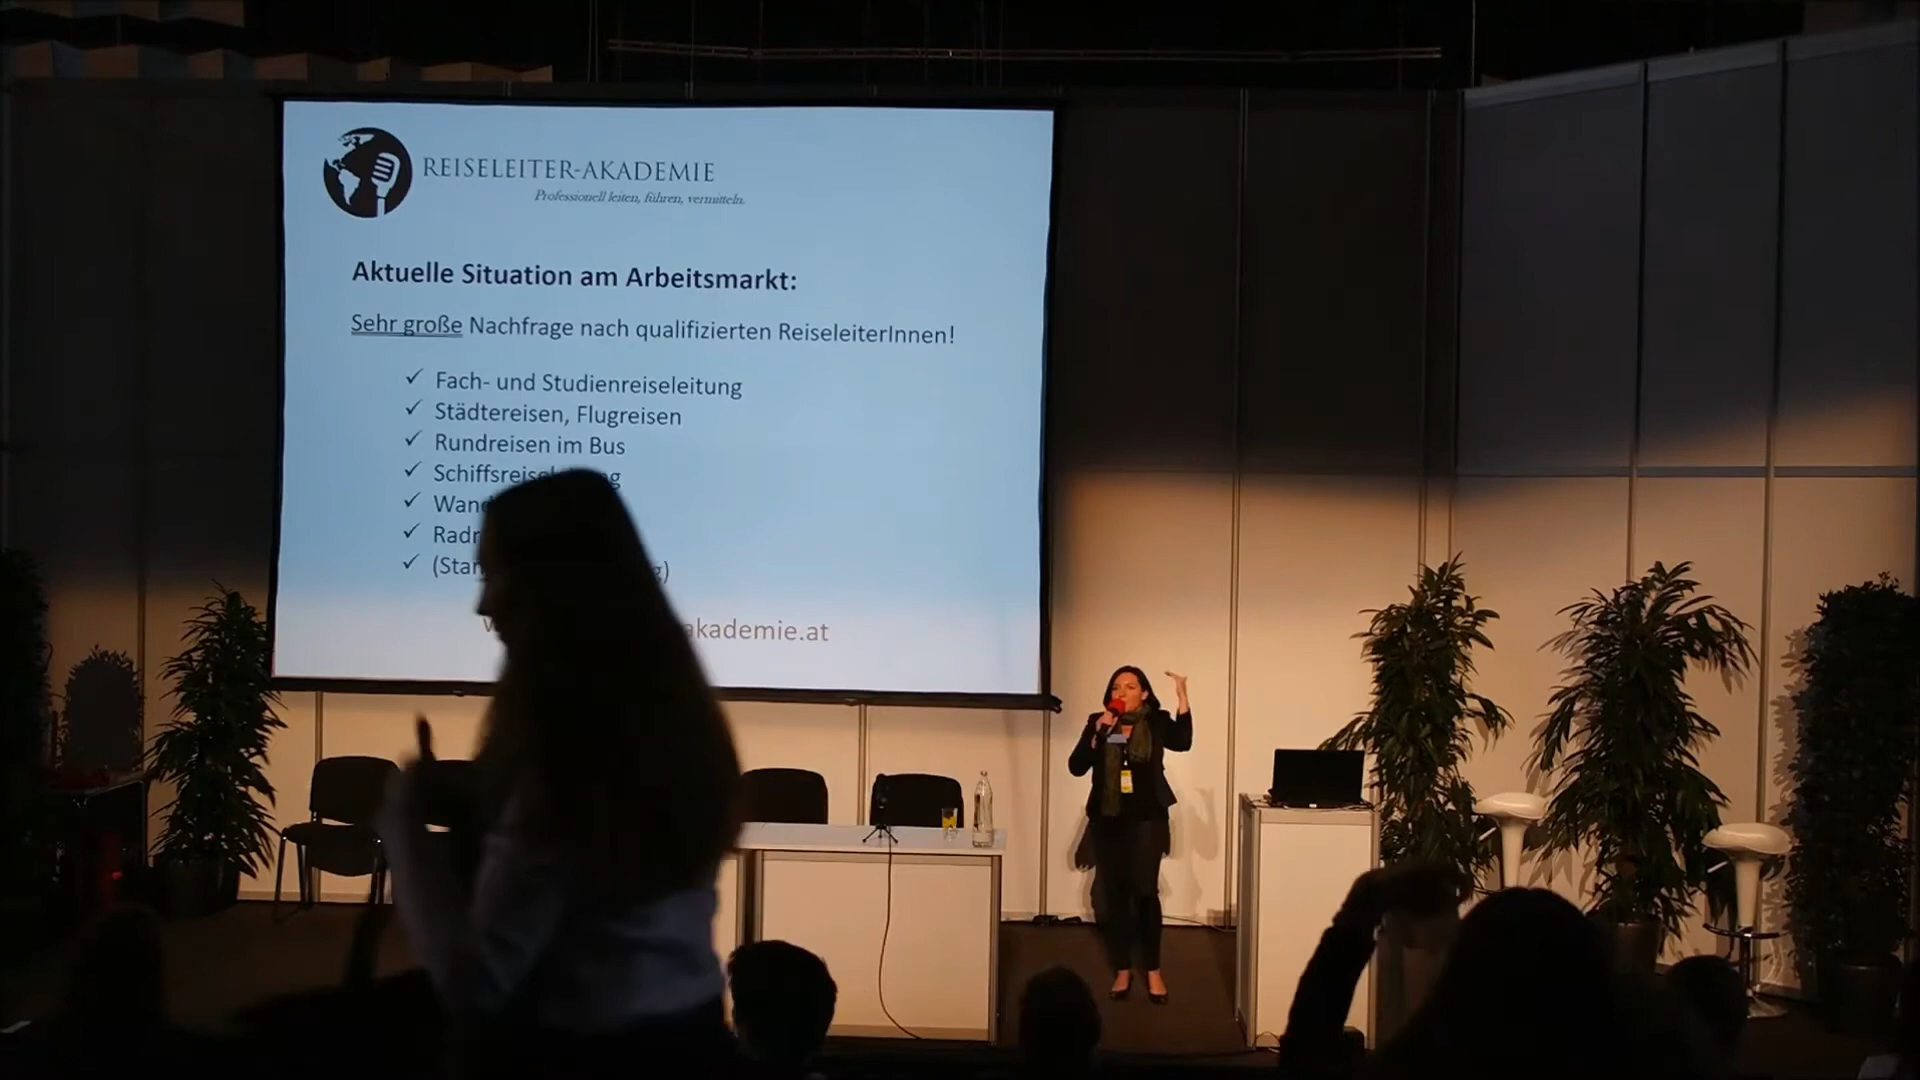 REISELEITER-AKADEMIE
Professionell leiten, führen, vermitteln.
Aktuelle Situation am Arbeitsmarkt:
Sehr große Nachfrage nach qualifizierten ReiseleiterInnen!
✓ Fach- und Studienreiseleitung
✓ Städtereisen, Flugreisen
✓ Rundreisen im Bus
✓
✓
✓
✓
akademie.at